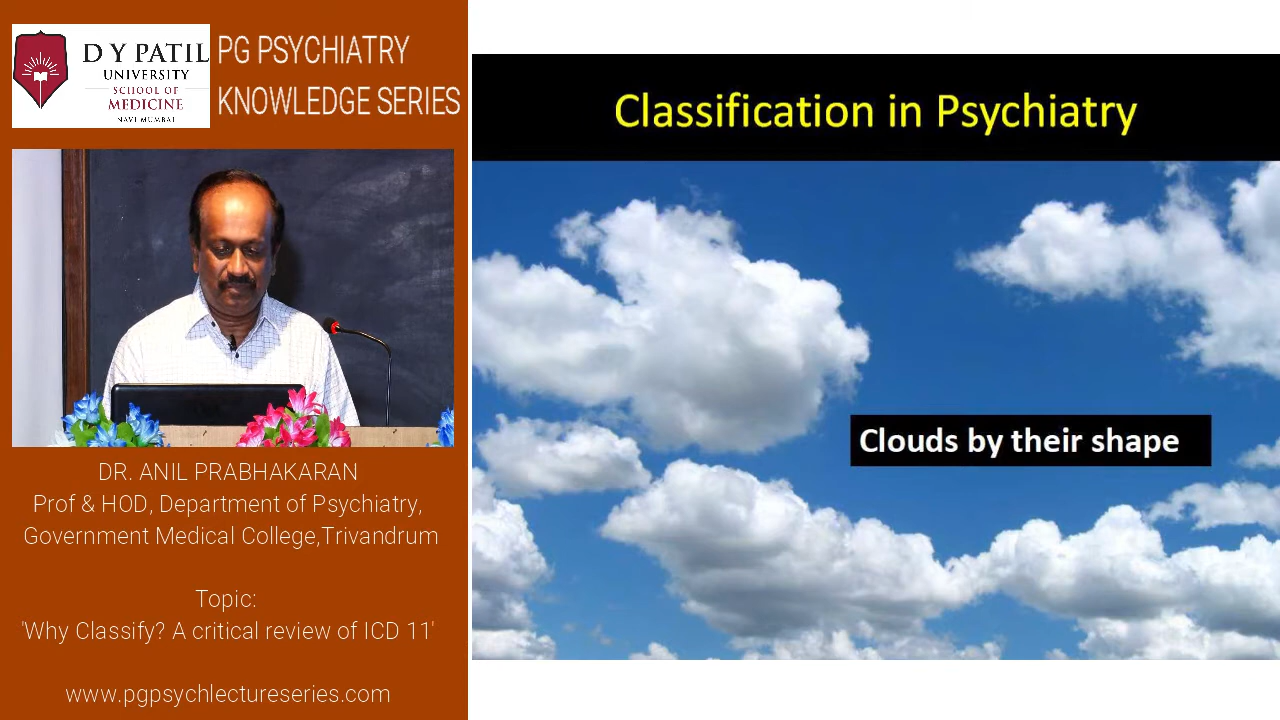 D Y PATIL
UNIVERSITY
SCHOOL OF
MEDICINE
NAVI MUMBAI
PG PSYCHIATRY
KNOWLEDGE SERIES
DR. ANIL PRABHAKARAN
Prof & HOD, Department of Psychiatry,
Government Medical College,Trivandrum
Topic:
'Why Classify? A critical review of ICD 11'
www.pgpsychlectureseries.com
Classification in Psychiatry
Clouds by their shape